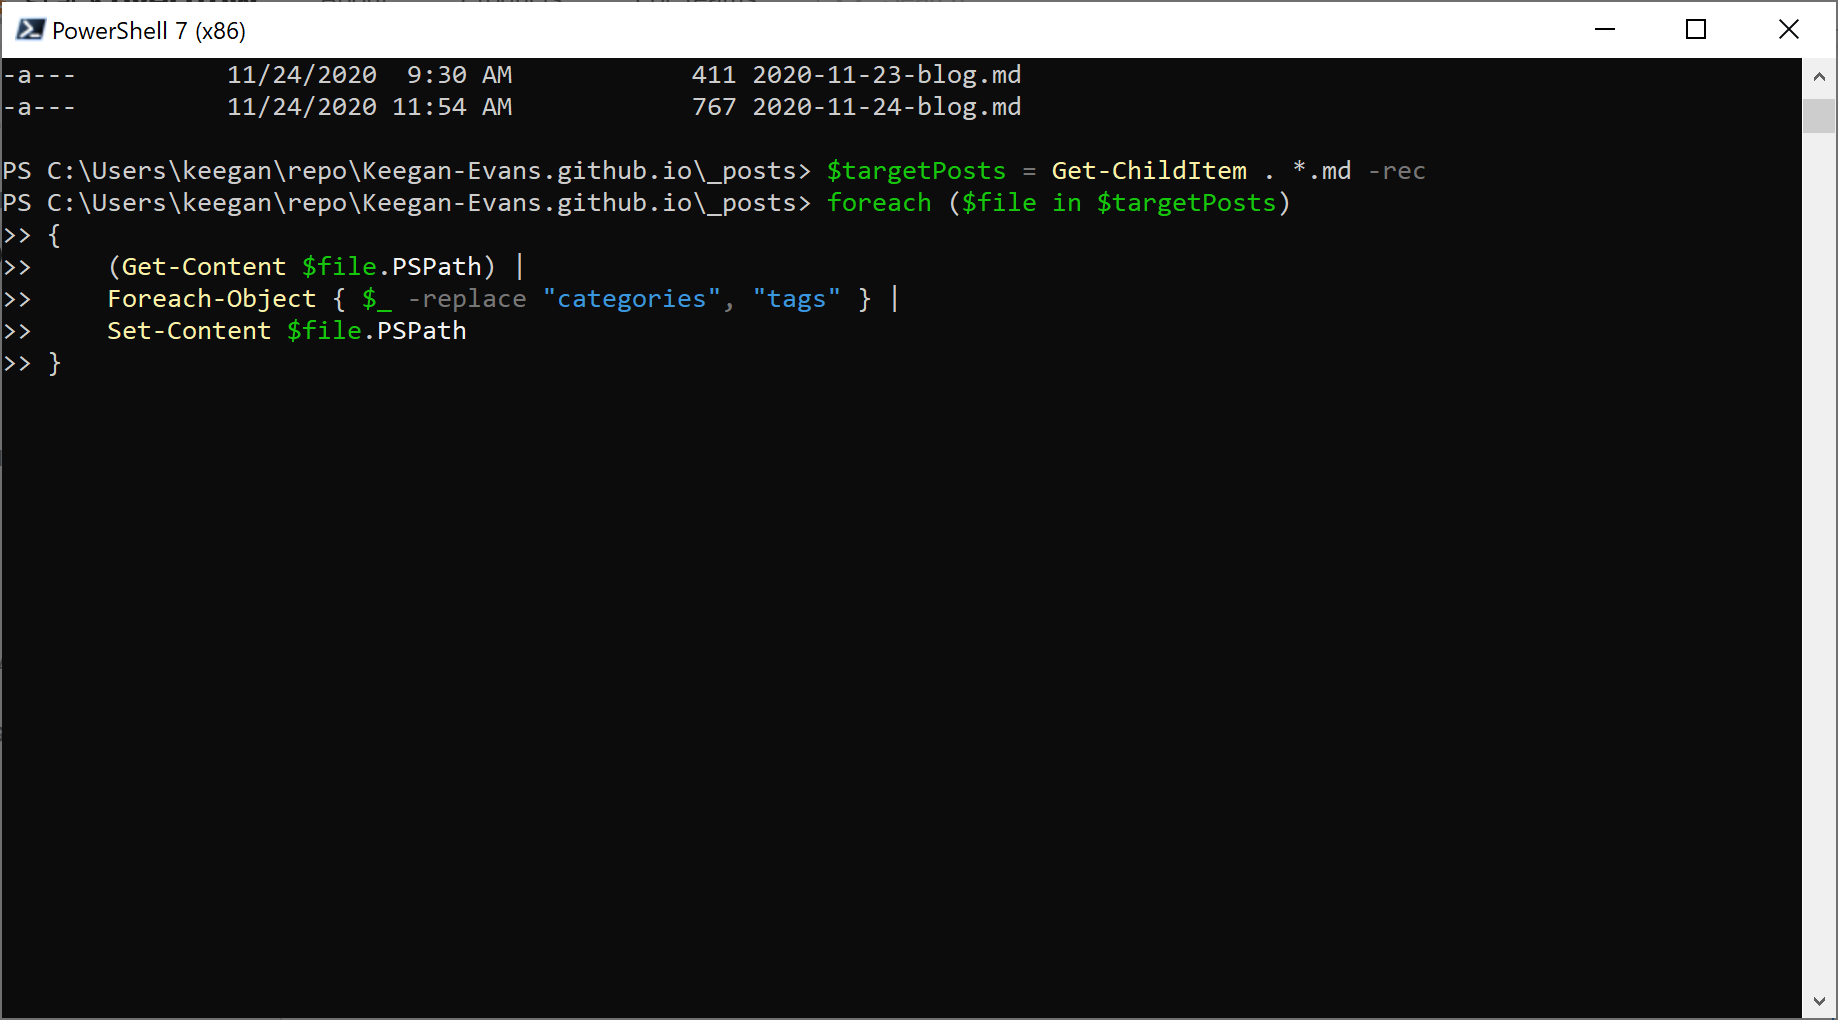 PowerShell 7 (x86)
-a---          11/24/2020  9:30 AM            411 2020-11-23-blog.md
-a---          11/24/2020 11:54 AM            767 2020-11-24-blog.md
PS C:\Users\keegan\repo\Keegan-Evans.github.io\_posts> $targetPosts = Get-ChildItem . *.md -rec
PS C:\Users\keegan\repo\Keegan-Evans.github.io\_posts> foreach ($file in $targetPosts)
>> {
>>     (Get-Content $file.PSPath) |
>>     Foreach-Object { $_ -replace "categories", "tags" } |
>>     Set-Content $file.PSPath
>> }